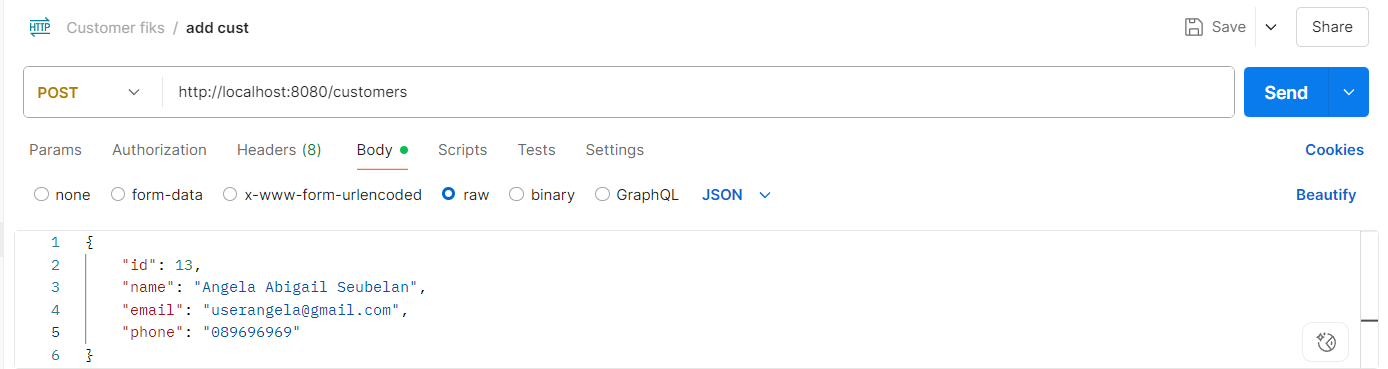 HTTP Customer fiks / add cust Save Share
POST http://localhost:8080/customers Send
Params Authorization Headers (8) Body Scripts Tests Settings Cookies
none form-data x-www-form-urlencoded raw binary GraphQL JSON Beautify
1 {
2 "id": 13,
3 "name": "Angela Abigail Seubelan",
4 "email": "userangela@gmail.com",
5 "phone": "089696969"
6 }